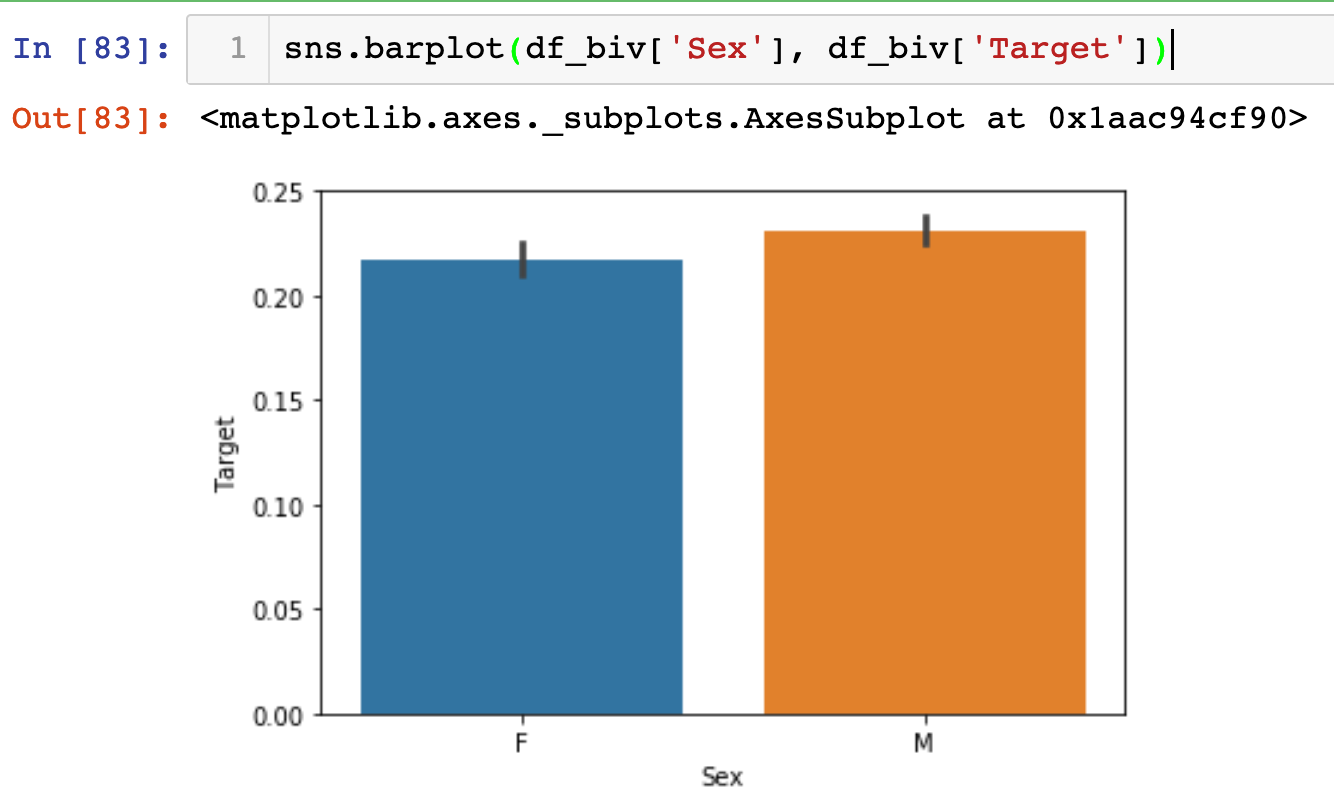 In [83]: 1 sns.barplot(df_biv['Sex'], df_biv['Target'])
Out[83]: <matplotlib.axes._subplots.AxesSubplot at 0x1aac94cf90>
0.25
0.20
0.15
0.10
0.05
0.00
Target
F M
Sex